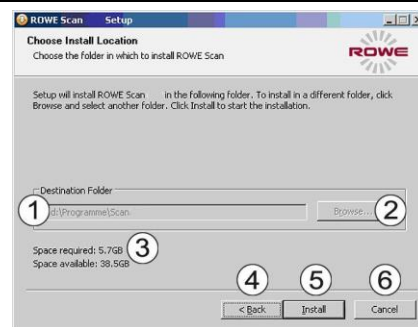 ROWE Scan Setup
Choose Install Location
Choose the folder in which to install ROWE Scan
ROWE
Setup will install ROWE Scan in the following folder. To install in a different folder, click
Browse and select another folder. Click Install to start the installation.
Destination Folder
1 d:\Programme\Scan Browse... 2
Space required: 5.7GB 3
Space available: 38.5GB
4 5 6
< Back Install Cancel